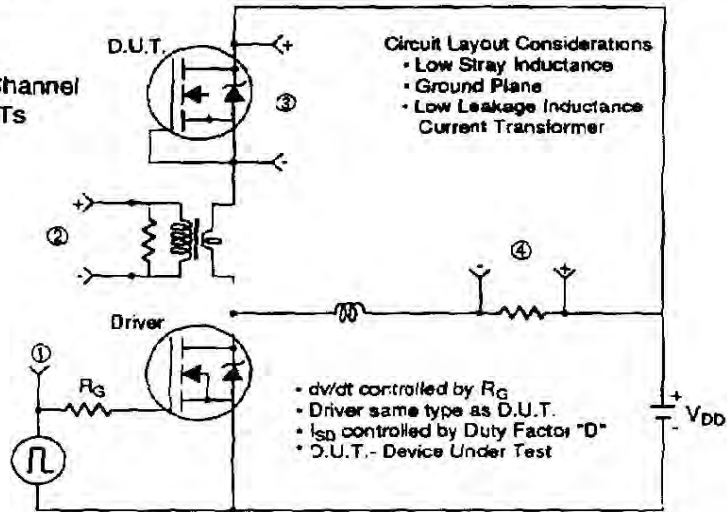 D.U.T.
+
Circuit Layout Considerations
• Low Stray Inductance
• Ground Plane
• Low Leakage Inductance
Current Transformer
hannel
Ts
③
-
+
②
-
④
-
+
Driver
①
RG
• dv/dt controlled by RG
• Driver same type as D.U.T.
• ISD controlled by Duty Factor "D"
* D.U.T.- Device Under Test
+
VDD
-